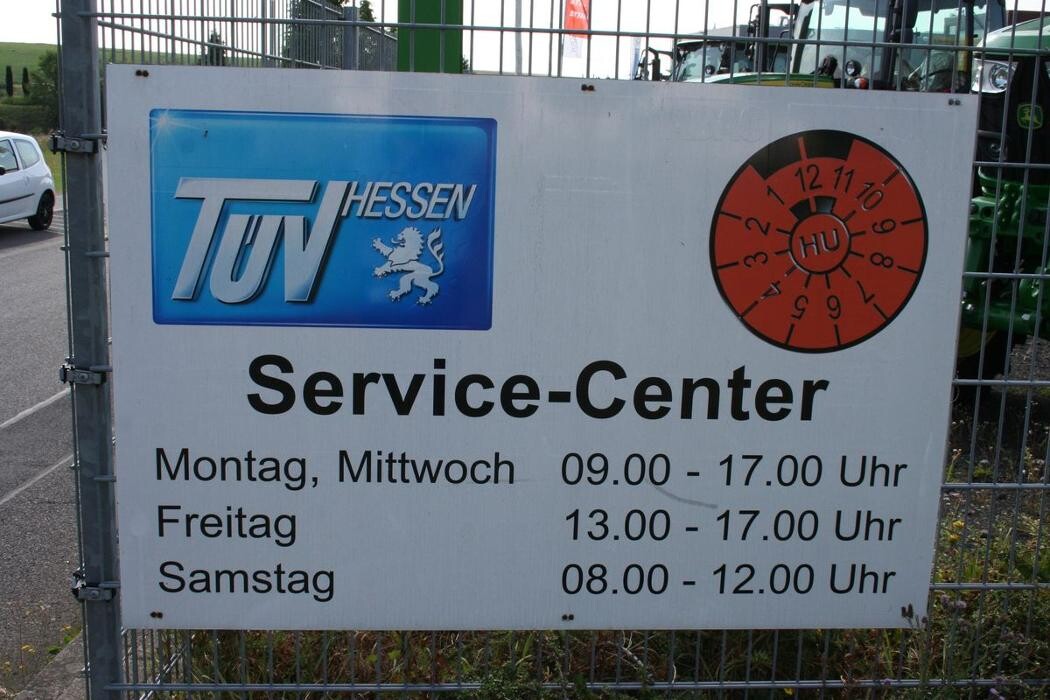 TÜV HESSEN
12 11 10 9 8 7 6 5 4 3 2 1
HU
Service-Center
Montag, Mittwoch 09.00 - 17.00 Uhr
Freitag 13.00 - 17.00 Uhr
Samstag 08.00 - 12.00 Uhr